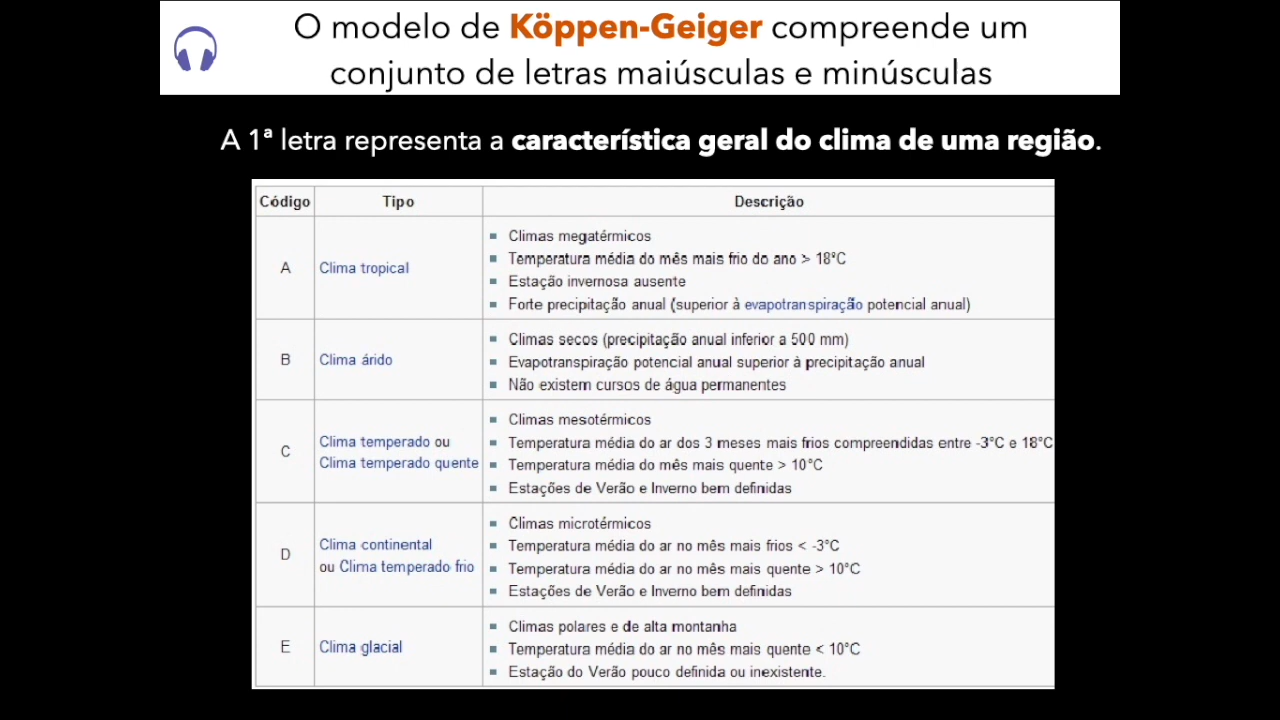 O modelo de Köppen-Geiger compreende um
conjunto de letras maiúsculas e minúsculas
A 1ª letra representa a característica geral do clima de uma região.
Código Tipo Descrição
A Clima tropical
Climas megatérmicos
Temperatura média do mês mais frio do ano > 18°C
Estação invernosa ausente
Forte precipitação anual (superior à evapotranspiração potencial anual)
B Clima árido
Climas secos (precipitação anual inferior a 500 mm)
Evapotranspiração potencial anual superior à precipitação anual
Não existem cursos de água permanentes
C Clima temperado ou
Clima temperado quente
Climas mesotérmicos
Temperatura média do ar dos 3 meses mais frios compreendidas entre -3°C e 18°C
Temperatura média do mês mais quente > 10°C
Estações de Verão e Inverno bem definidas
D Clima continental
ou Clima temperado frio
Climas microtérmicos
Temperatura média do ar no mês mais frios < -3°C
Temperatura média do ar no mês mais quente > 10°C
Estações de Verão e Inverno bem definidas
E Clima glacial
Climas polares e de alta montanha
Temperatura média do ar no mês mais quente < 10°C
Estação do Verão pouco definida ou inexistente.